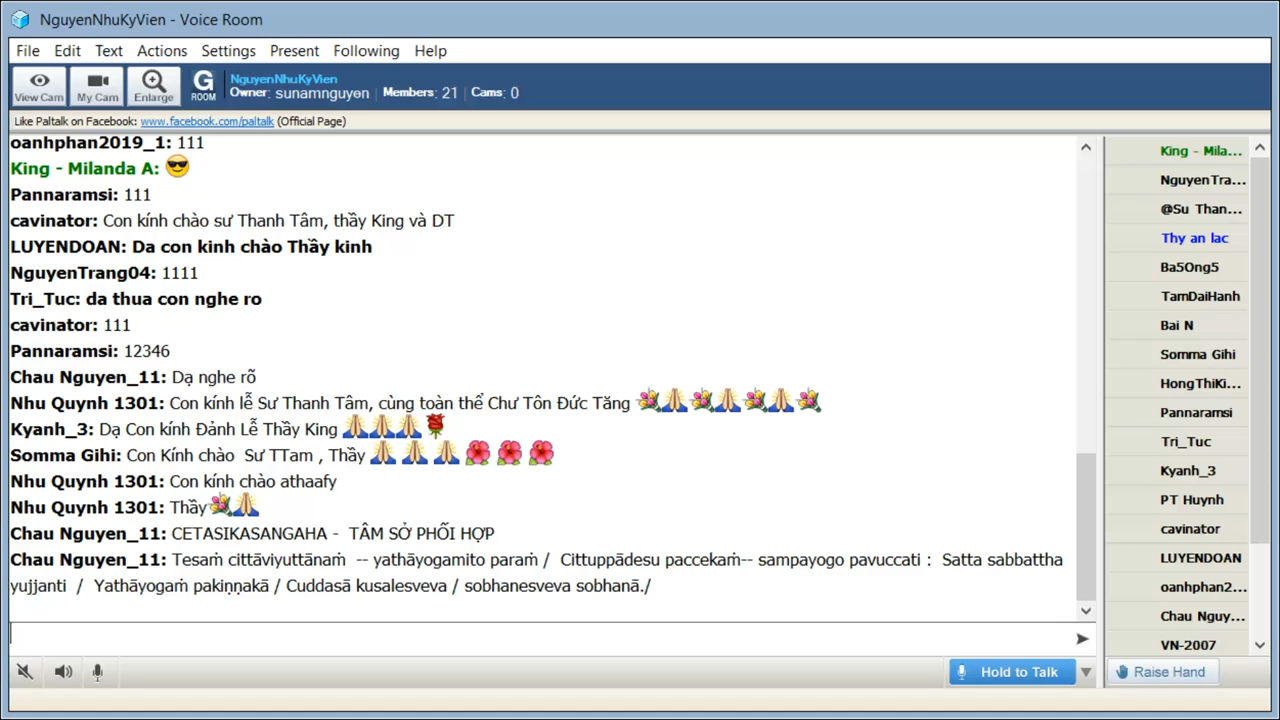 NguyenNhuKyVien - Voice Room
File Edit Text Actions Settings Present Following Help
View Cam My Cam Enlarge G ROOM
NguyenNhuKyVien
Owner: sunamnguyen | Members: 21 | Cams: 0
Like Paltalk on Facebook: www.facebook.com/paltalk (Official Page)
oanhphan2019_1: 111
King - Milanda A:
Pannaramsi: 111
cavinator: Con kính chào sư Thanh Tâm, thầy King và DT
LUYENDOAN: Da con kinh chào Thầy kinh
NguyenTrang04: 1111
Tri_Tuc: da thua con nghe ro
cavinator: 111
Pannaramsi: 12346
Chau Nguyen_11: Dạ nghe rõ
Nhu Quynh 1301: Con kính lễ Sư Thanh Tâm, cùng toàn thể Chư Tôn Đức Tăng
Kyanh_3: Dạ Con kính Đảnh Lễ Thầy King
Somma Gihi: Con Kính chào Sư TTam , Thầy
Nhu Quynh 1301: Con kính chào athaafy
Nhu Quynh 1301: Thầy
Chau Nguyen_11: CETASIKASANGAHA - TÂM SỞ PHỐI HỢP
Chau Nguyen_11: Tesaṁ cittāviyuttānaṁ -- yathāyogamito paraṁ / Cittuppādesu paccekaṁ-- sampayogo pavuccati : Satta sabbattha
yujjanti / Yathāyogaṁ pakiṇṇakā / Cuddasā kusalesveva / sobhanesveva sobhanā./
King - Mila...
NguyenTra...
@Su Than...
Thy an lac
Ba5Ong5
TamDaiHanh
Bai N
Somma Gihi
HongThiKi...
Pannaramsi
Tri_Tuc
Kyanh_3
PT Huynh
cavinator
LUYENDOAN
oanhphan2...
Chau Nguy...
VN-2007
Hold to Talk
Raise Hand